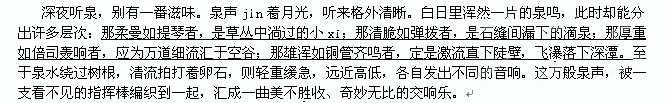 深夜听泉，别有一番滋味。泉声 jin 着月光，听来格外清晰。白日里浑然一片的泉鸣，此时却能分
出许多层次：那柔曼如提琴者，是草丛中淌过的小 xi；那清脆如弹拨者，是石缝间漏下的滴泉；那厚重
如倍司轰响者，应为万道细流汇于空谷；那雄浑如铜管齐鸣者，定是激流直下陡壁，飞瀑落下深潭。至
于泉水绕过树根，清流拍打着卵石，则轻重缓急，远近高低，各自发出不同的音响。这万般泉声，被一
支看不见的指挥棒编织到一起，汇成一曲美不胜收、奇妙无比的交响乐。